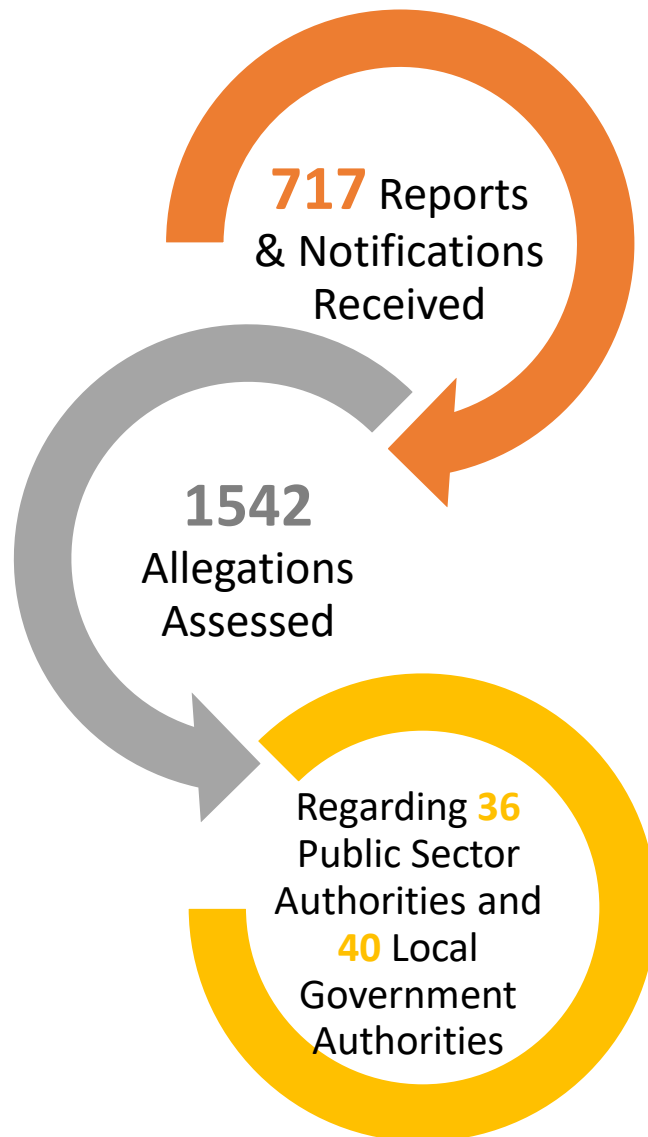 717 Reports
& Notifications
Received
1542
Allegations
Assessed
Regarding 36
Public Sector
Authorities and
40 Local
Government
Authorities